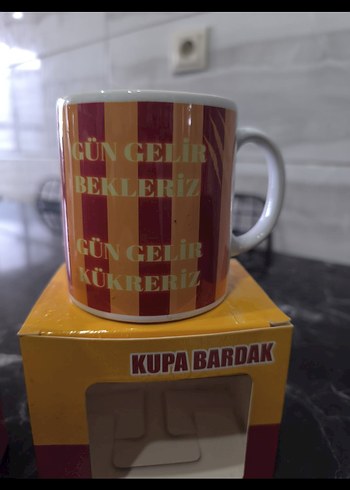 GÜN GELİR
BEKLERİZ
GÜN GELİR
KÜKRERİZ
KUPA BARDAK